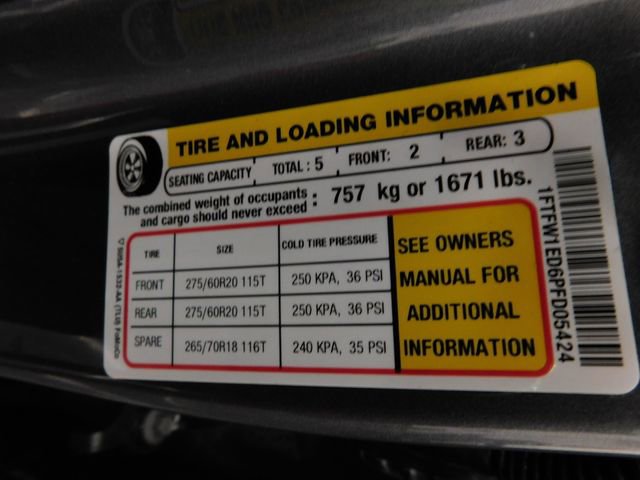 TIRE AND LOADING INFORMATION
SEATING CAPACITY TOTAL : 5 FRONT: 2 REAR: 3
The combined weight of occupants and cargo should never exceed : 757 kg or 1671 lbs.
TIRE SIZE COLD TIRE PRESSURE
FRONT 275/60R20 115T 250 KPA, 36 PSI
REAR 275/60R20 115T 250 KPA, 36 PSI
SPARE 265/70R18 116T 240 KPA, 35 PSI
SEE OWNERS
MANUAL FOR
ADDITIONAL
INFORMATION
1FTFW1ED6PFD05424
(TLU) FoMoCo